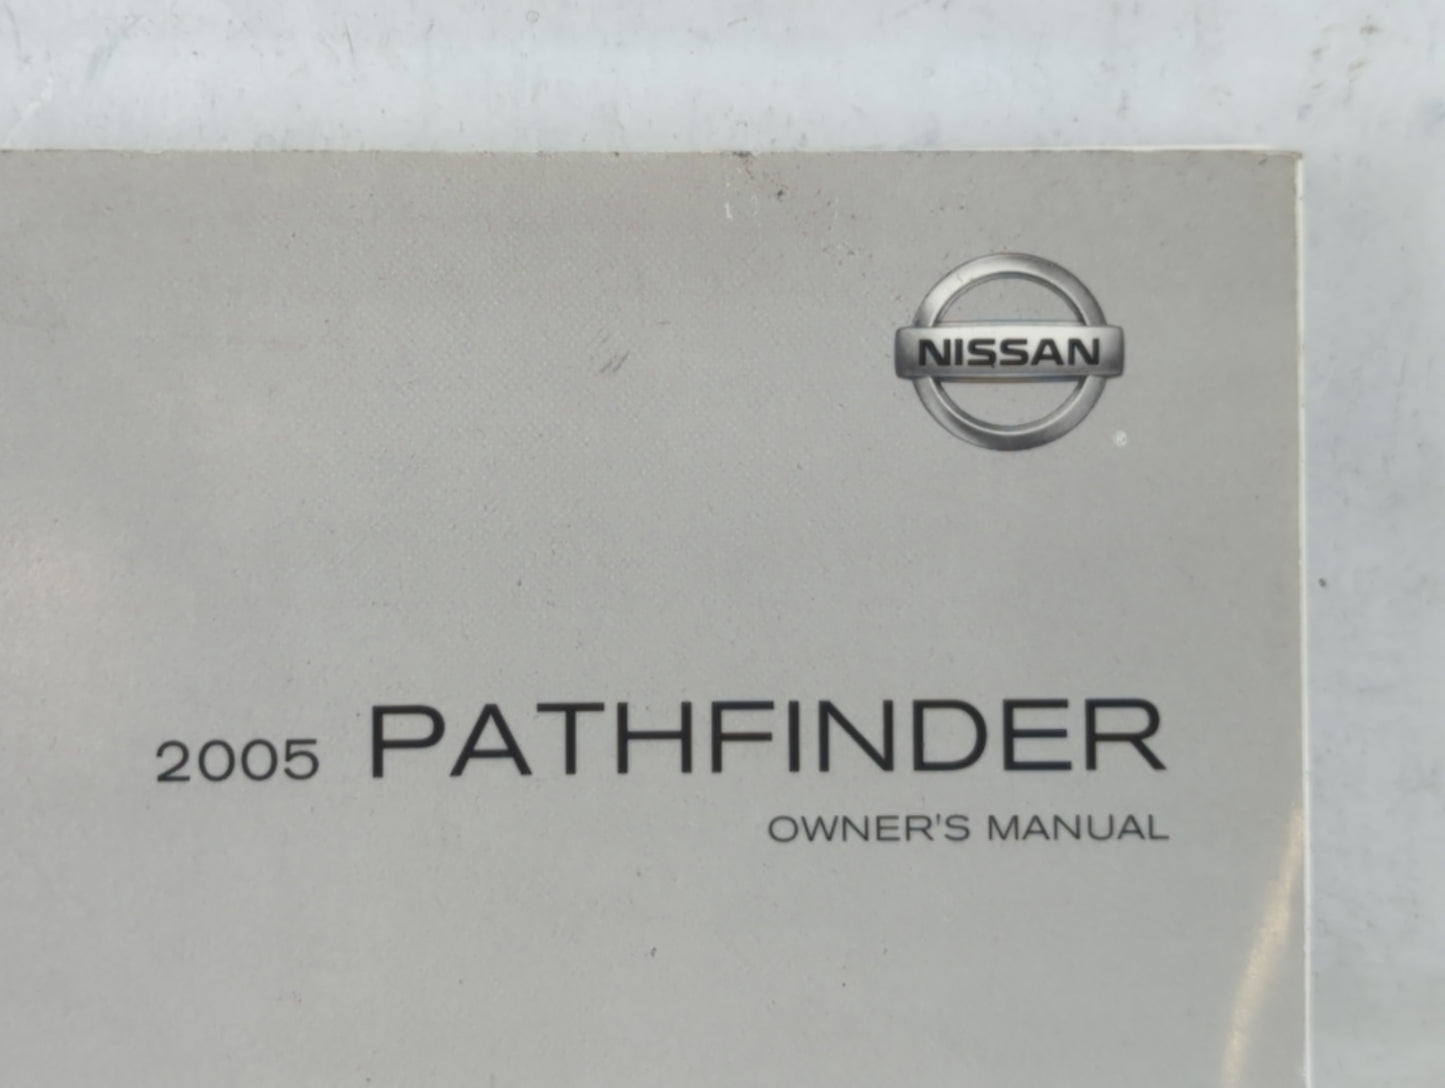 NISSAN
®
2005 PATHFINDER
OWNER'S MANUAL